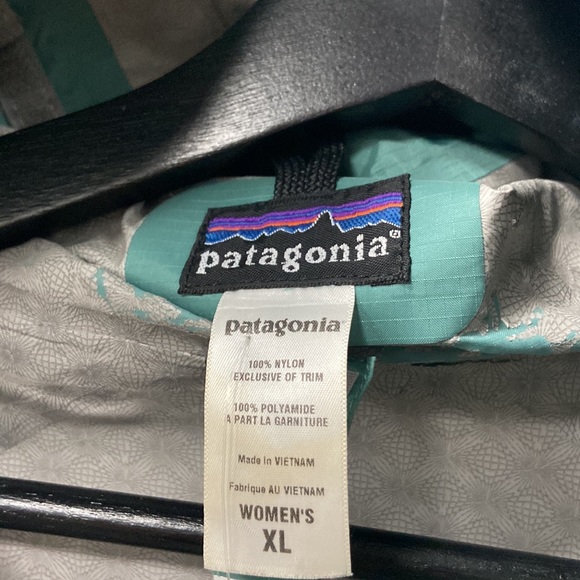 patagonia®
patagonia®
100% NYLON
EXCLUSIVE OF TRIM
100% POLYAMIDE
A PART LA GARNITURE
Made in VIETNAM
Fabrique AU VIETNAM
WOMEN'S
XL